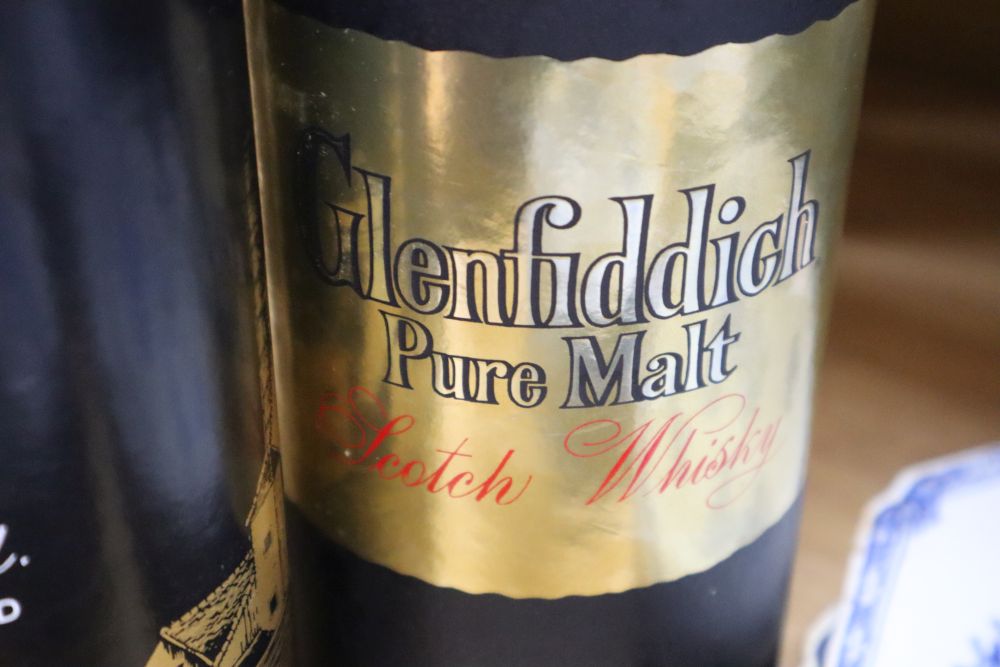 Glenfiddich
Pure Malt
Scotch Whisky